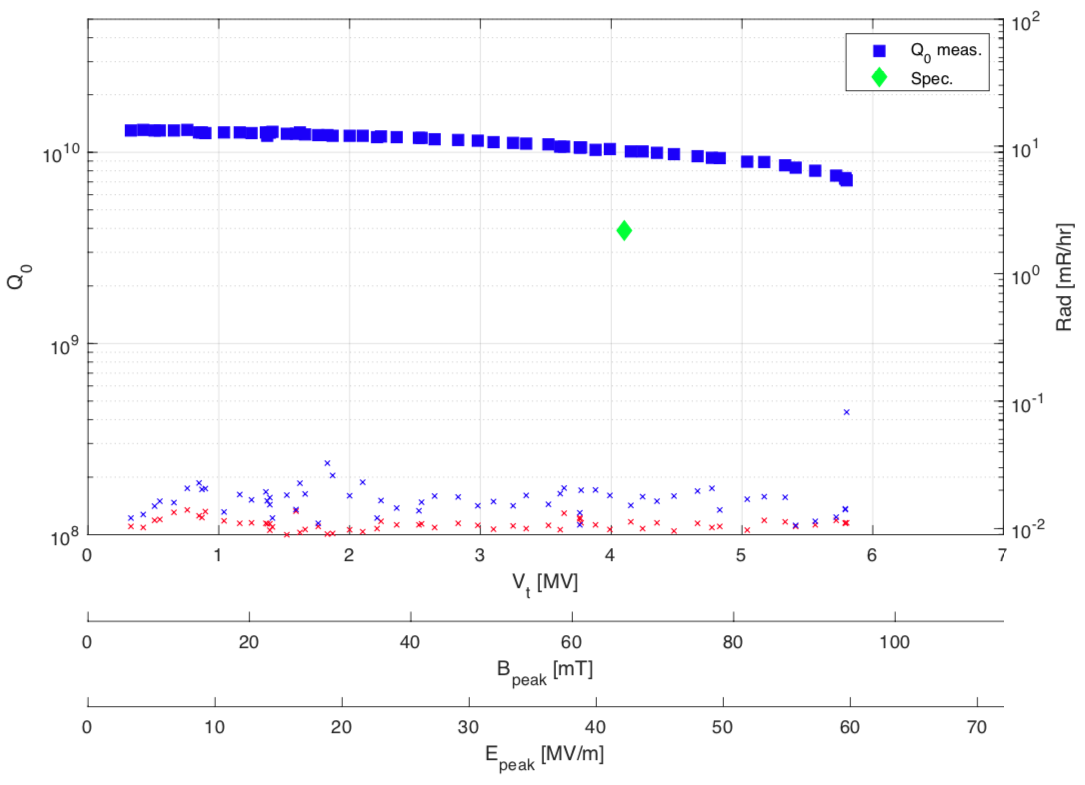 10^2
Q_0 meas.
Spec.
10^10
10^1
Q_0
10^0
Rad [mR/hr]
10^9
10^-1
10^8
10^-2
0 1 2 3 4 5 6 7
V_t [MV]
0 20 40 60 80 100
B_peak [mT]
0 10 20 30 40 50 60 70
E_peak [MV/m]